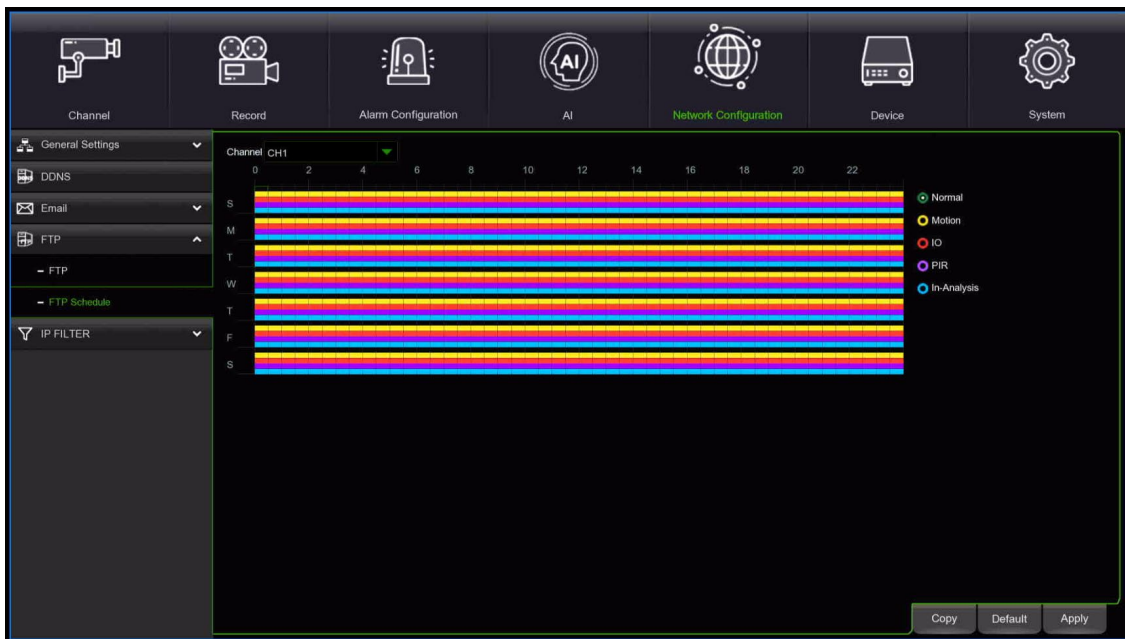 Channel Record Alarm Configuration AI Network Configuration Device System
General Settings
DDNS
Email
FTP
– FTP
– FTP Schedule
IP FILTER
Channel CH1
0 2 4 6 8 10 12 14 16 18 20 22
S
M
T
W
T
F
S
Normal
Motion
IO
PIR
In-Analysis
Copy Default Apply